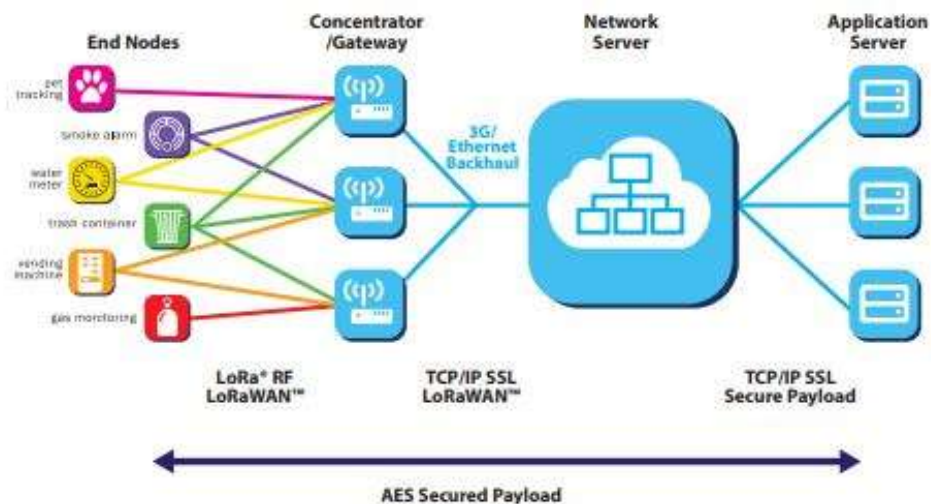 End Nodes
Concentrator
/Gateway
Network
Server
Application
Server
pet
tracking
smoke alarm
water
meter
trash container
vending
machine
gas monitoring
3G/
Ethernet
Backhaul
LoRa® RF
LoRaWAN™
TCP/IP SSL
LoRaWAN™
TCP/IP SSL
Secure Payload
AES Secured Payload